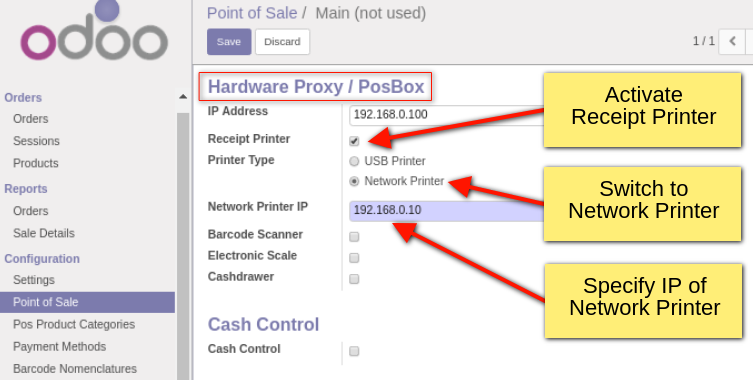 odoo
Point of Sale / Main (not used)
Save
Discard
1 / 1
Orders
Orders
Sessions
Products
Reports
Orders
Sale Details
Configuration
Settings
Point of Sale
Pos Product Categories
Payment Methods
Barcode Nomenclatures
Hardware Proxy / PosBox
IP Address
192.168.0.100
Receipt Printer
Printer Type
USB Printer
Network Printer
Network Printer IP
192.168.0.10
Barcode Scanner
Electronic Scale
Cashdrawer
Cash Control
Cash Control
Activate
Receipt Printer
Switch to
Network Printer
Specify IP of
Network Printer